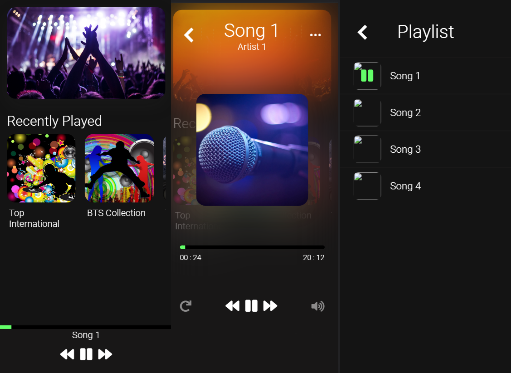 Recently Played
Top
International
BTS Collection
Song 1
Song 1
Artist 1
Rec
Top
Internati
00 : 24
20 : 12
Playlist
Song 1
Song 2
Song 3
Song 4